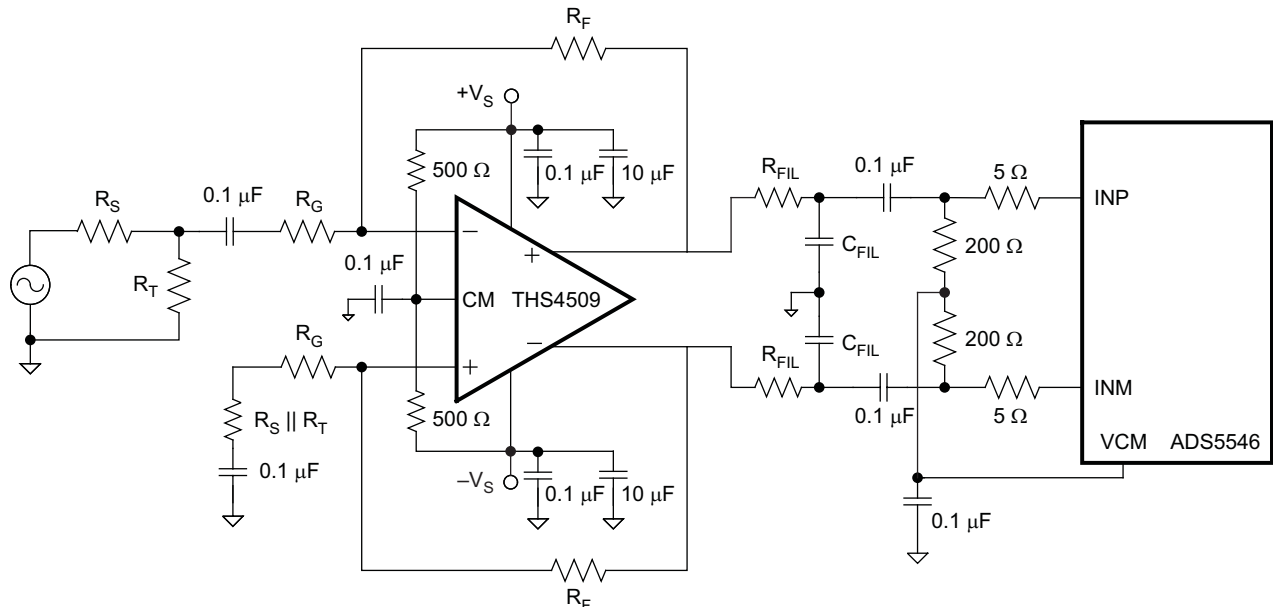 R_F
+V_S
500 Ω
0.1 μF
10 μF
R_S
0.1 μF
R_G
−
+
R_T
0.1 μF
CM THS4509
R_G
+
−
R_S || R_T
0.1 μF
500 Ω
–V_S
0.1 μF
10 μF
R_F
R_FIL
0.1 μF
5 Ω
INP
C_FIL
200 Ω
R_FIL
C_FIL
200 Ω
0.1 μF
5 Ω
INM
VCM ADS5546
0.1 μF